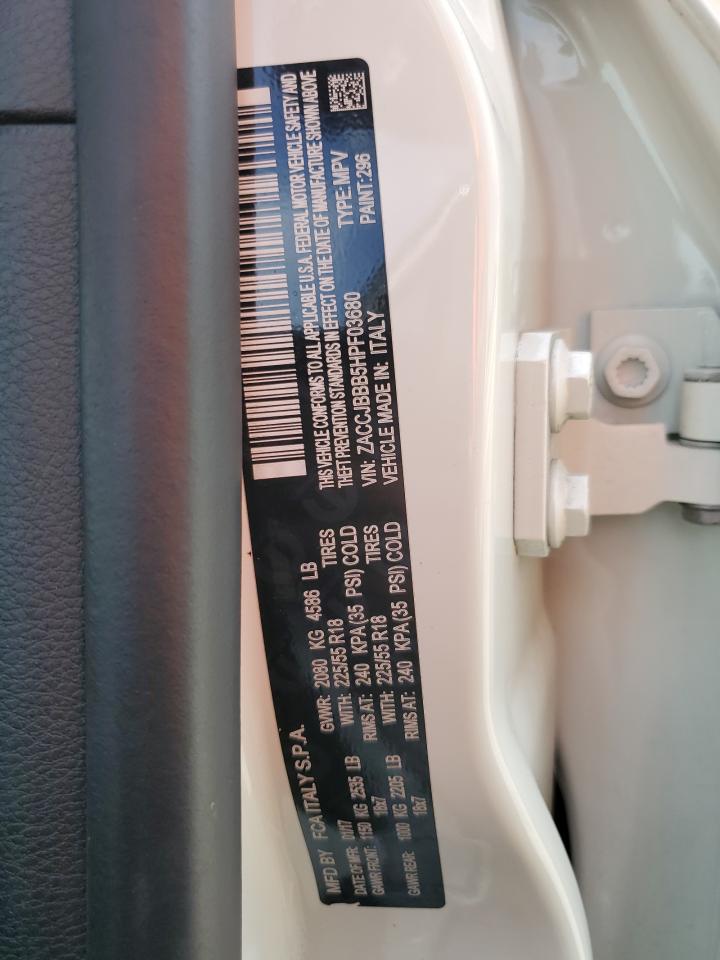 MFD BY FCA ITALY S.P.A. GVWR: 2080 KG 4586 LB
DATE OF MFR: 01/17 WITH: 225/55 R18 TIRES
GAWR FRONT: 1150 KG 2535 LB RIMS AT: 240 KPA(35 PSI) COLD
18x7 WITH: 225/55 R18 TIRES
GAWR REAR: 1000 KG 2205 LB RIMS AT: 240 KPA(35 PSI) COLD
18x7
THIS VEHICLE CONFORMS TO ALL APPLICABLE U.S.A. FEDERAL MOTOR VEHICLE SAFETY AND
THEFT PREVENTION STANDARDS IN EFFECT ON THE DATE OF MANUFACTURE SHOWN ABOVE
VIN: ZACCJBBB5HPF03680 TYPE:MPV
VEHICLE MADE IN: ITALY PAINT:296